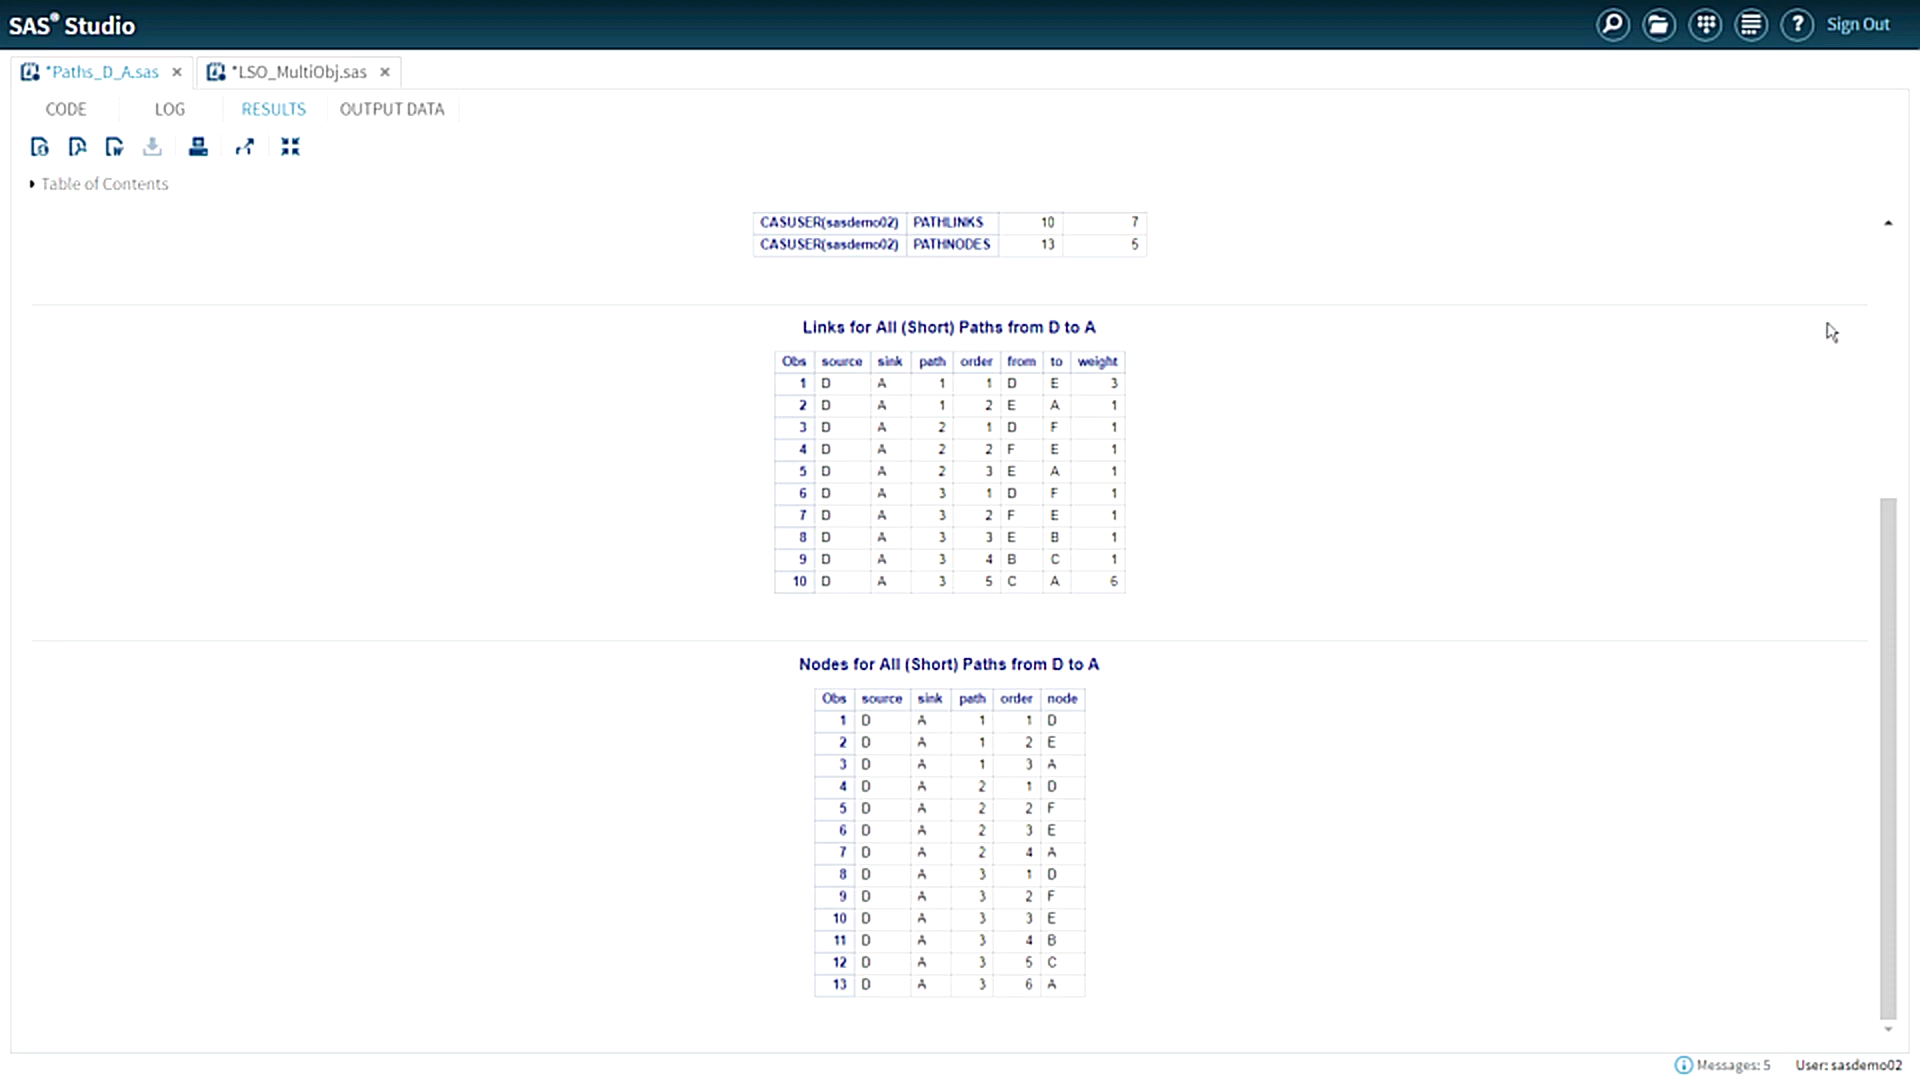 SAS® Studio
Sign Out
*Paths_D_A.sas
*LSO_MultiObj.sas
CODE LOG RESULTS OUTPUT DATA
Table of Contents
CASUSER(sasdemo02) PATHLINKS 10 7
CASUSER(sasdemo02) PATHNODES 13 5
Links for All (Short) Paths from D to A
Obs source sink path order from to weight
1 D A 1 1 D E 3
2 D A 1 2 E A 1
3 D A 2 1 D F 1
4 D A 2 2 F E 1
5 D A 2 3 E A 1
6 D A 3 1 D F 1
7 D A 3 2 F E 1
8 D A 3 3 E B 1
9 D A 3 4 B C 1
10 D A 3 5 C A 6
Nodes for All (Short) Paths from D to A
Obs source sink path order node
1 D A 1 1 D
2 D A 1 2 E
3 D A 1 3 A
4 D A 2 1 D
5 D A 2 2 F
6 D A 2 3 E
7 D A 2 4 A
8 D A 3 1 D
9 D A 3 2 F
10 D A 3 3 E
11 D A 3 4 B
12 D A 3 5 C
13 D A 3 6 A
Messages: 5 User: sasdemo02